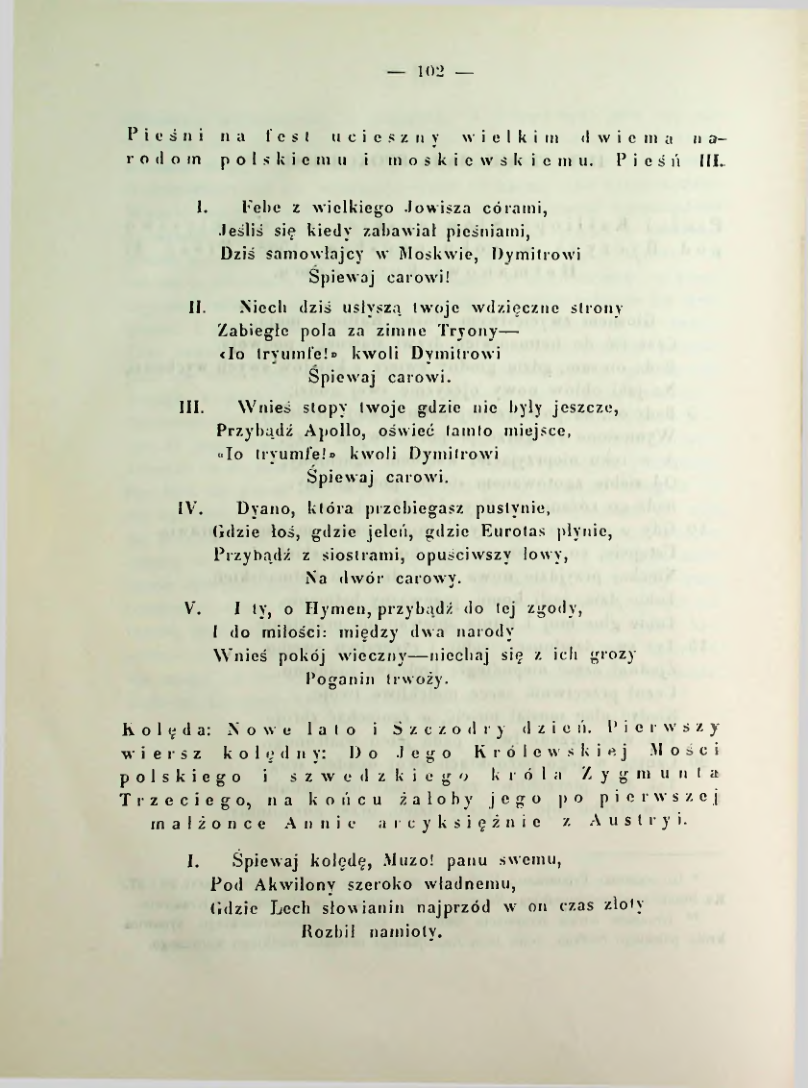 — 102 —
Pieśni na fest ucieszny wielkim dwiema na-
rodom polskiemu i moskiewskiemu. Pieśń III.
I. Febe z wielkiego Jowisza córami,
Jeśliś się kiedy zabawiał pieśniami,
Dziś samowłajcy w Moskwie, Dymitrowi
Śpiewaj carowi!
II. Niech dziś usłyszą twoje wdzięczne strony
Zabiegłe pola za zimne Tryony—
«Io tryumfe!» kwoli Dymitrowi
Śpiewaj carowi.
III. Wnieś stopy twoje gdzie nie były jeszcze,
Przybądź Apollo, oświeć tamto miejsce,
«Io tryumfe!» kwoli Dymitrowi
Śpiewaj carowi.
IV. Dyano, która przebiegasz pustynie,
Gdzie łoś, gdzie jeleń, gdzie Eurotas płynie,
Przybądź z siostrami, opuściwszy łowy,
Na dwór carowy.
V. I ty, o Hymen, przybądź do tej zgody,
I do miłości: między dwa narody
Wnieś pokój wieczny—niechaj się z ich grozy
Poganin trwoży.
Kolęda: Nowe lato i Szczodry dzień. Pierwszy
wiersz kolędny: Do Jego Królewskiej Mości
polskiego i szwedzkiego króla Zygmunta
Trzeciego, na końcu żałoby jego po pierwszej
małżonce Annie arcyksiężnie z Austryi.
I. Śpiewaj kolędę, Muzo! panu swemu,
Pod Akwilony szeroko władnemu,
Gdzie Lech słowianin najprzód w on czas złoty
Rozbił namioty.